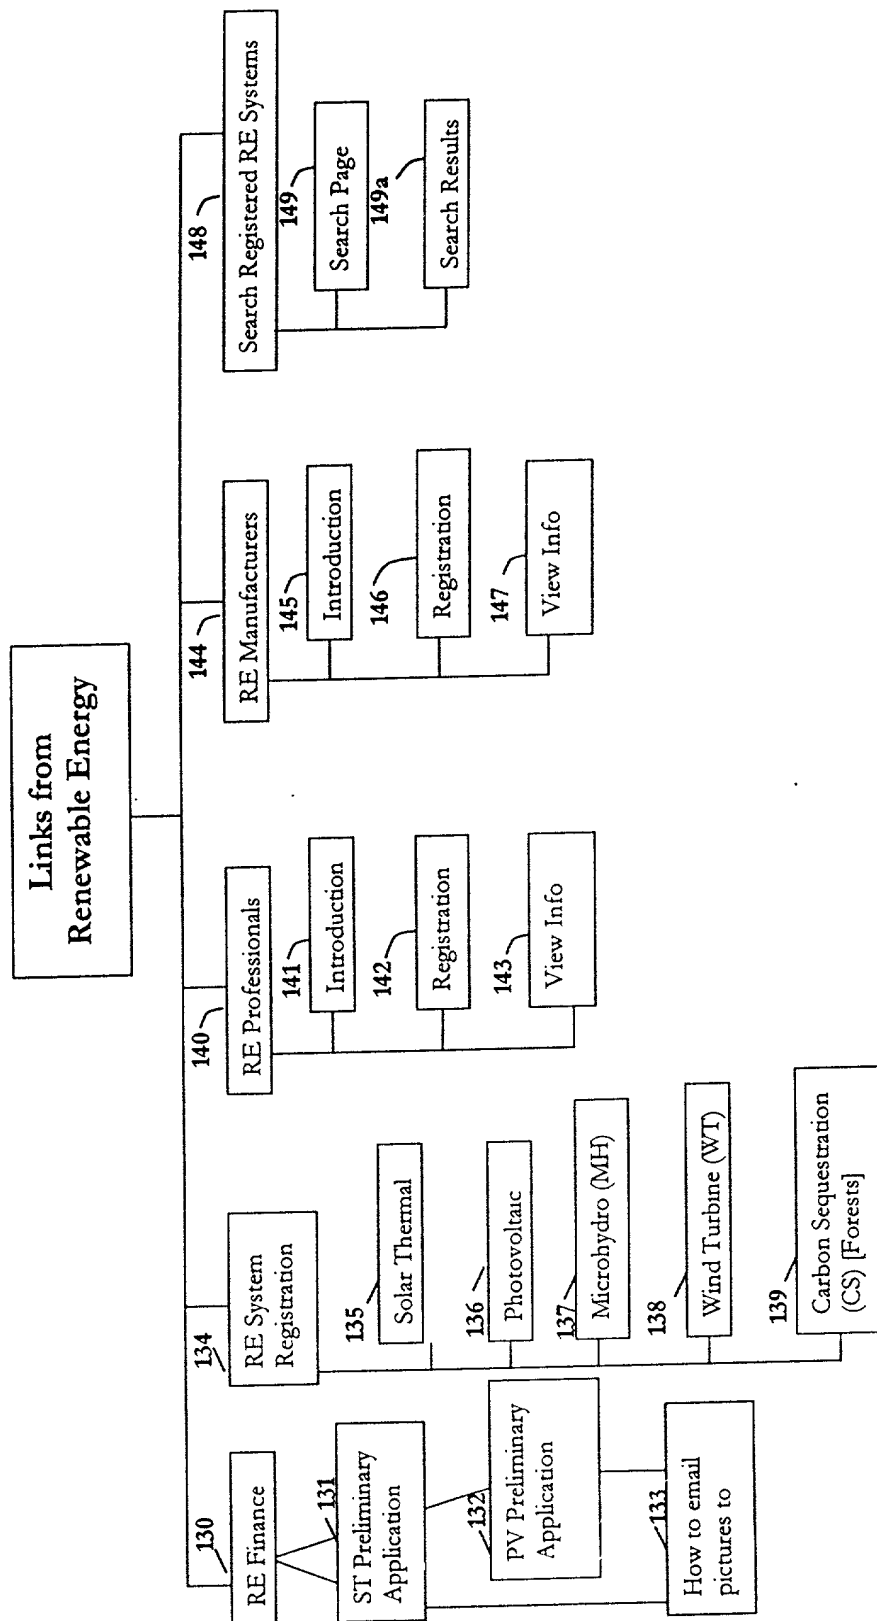 Links from
Renewable Energy
130
RE Finance
131
ST Preliminary
Application
132
PV Preliminary
Application
133
How to email
pictures to
134
RE System
Registration
135
Solar Thermal
136
Photovoltaic
137
Microhydro (MH)
138
Wind Turbine (WT)
139
Carbon Sequestration
(CS) [Forests]
140
RE Professionals
141
Introduction
142
Registration
143
View Info
144
RE Manufacturers
145
Introduction
146
Registration
147
View Info
148
Search Registered RE Systems
149
Search Page
149a
Search Results